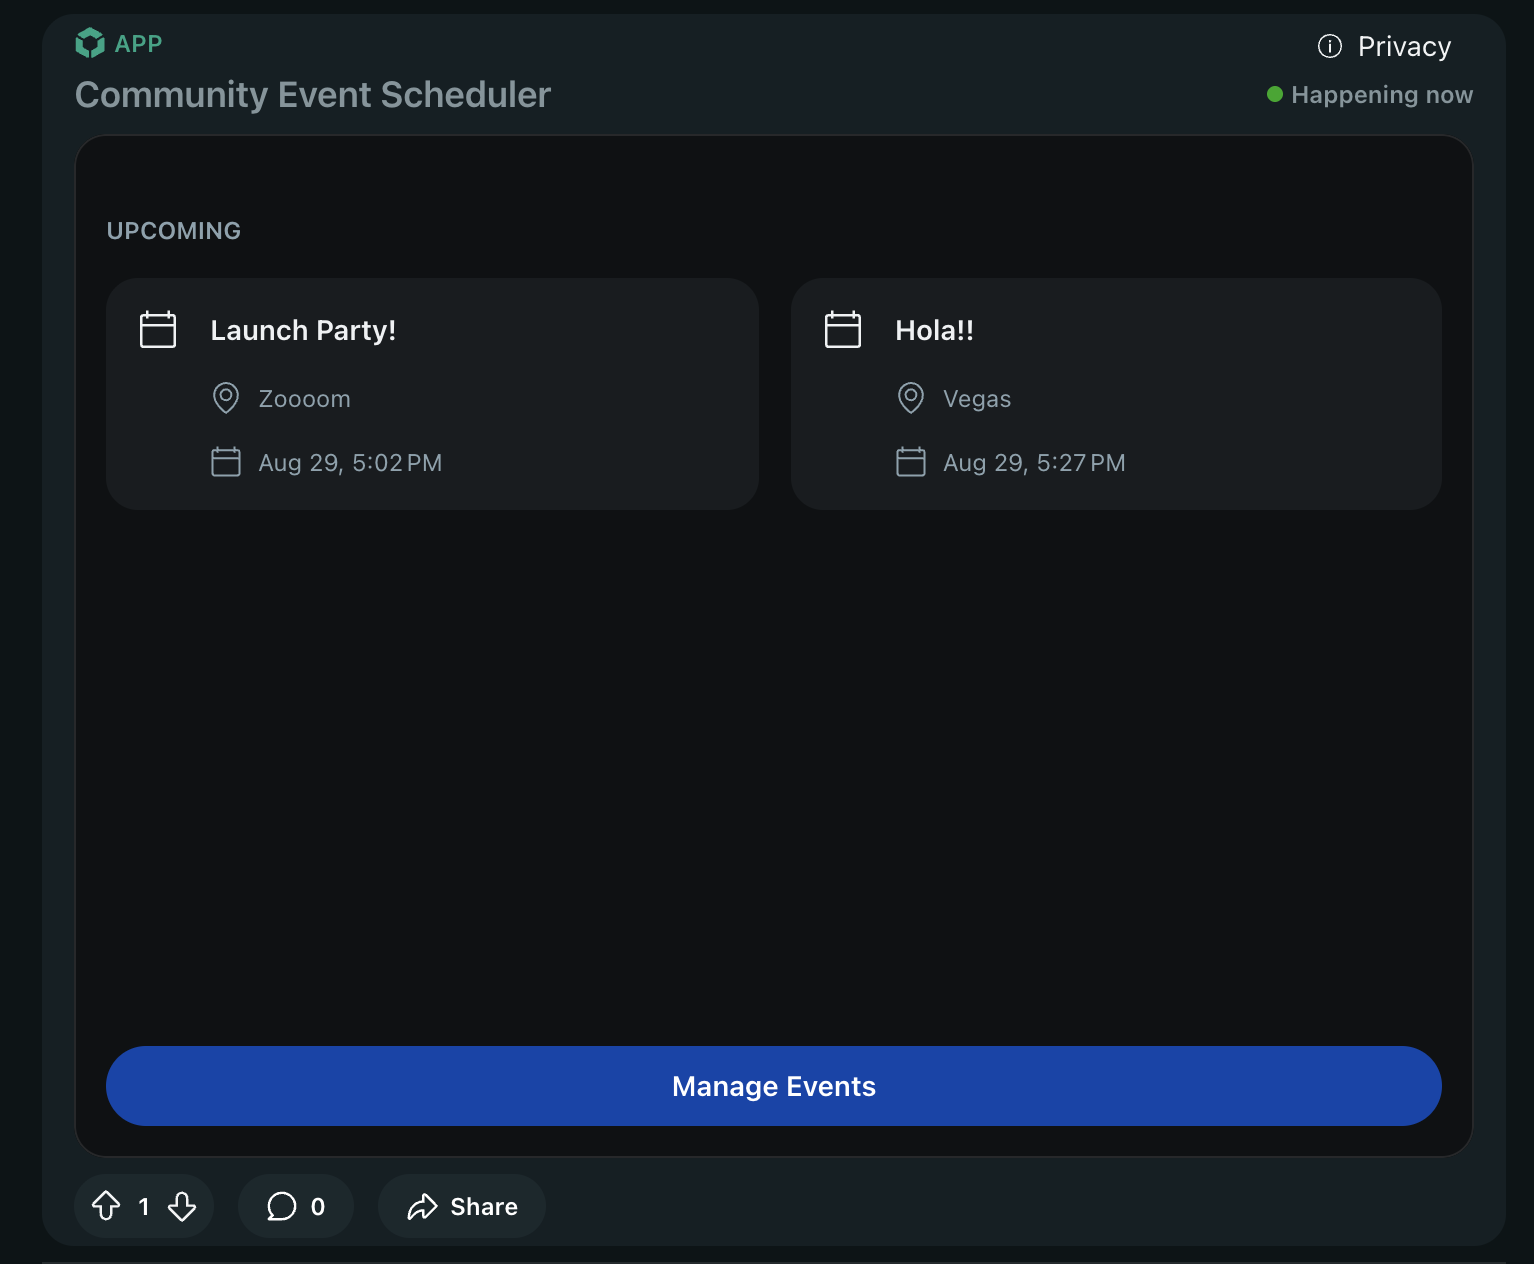 APP
Privacy
Community Event Scheduler
Happening now
UPCOMING
Launch Party!
Zoooom
Aug 29, 5:02 PM
Hola!!
Vegas
Aug 29, 5:27 PM
Manage Events
1
0
Share